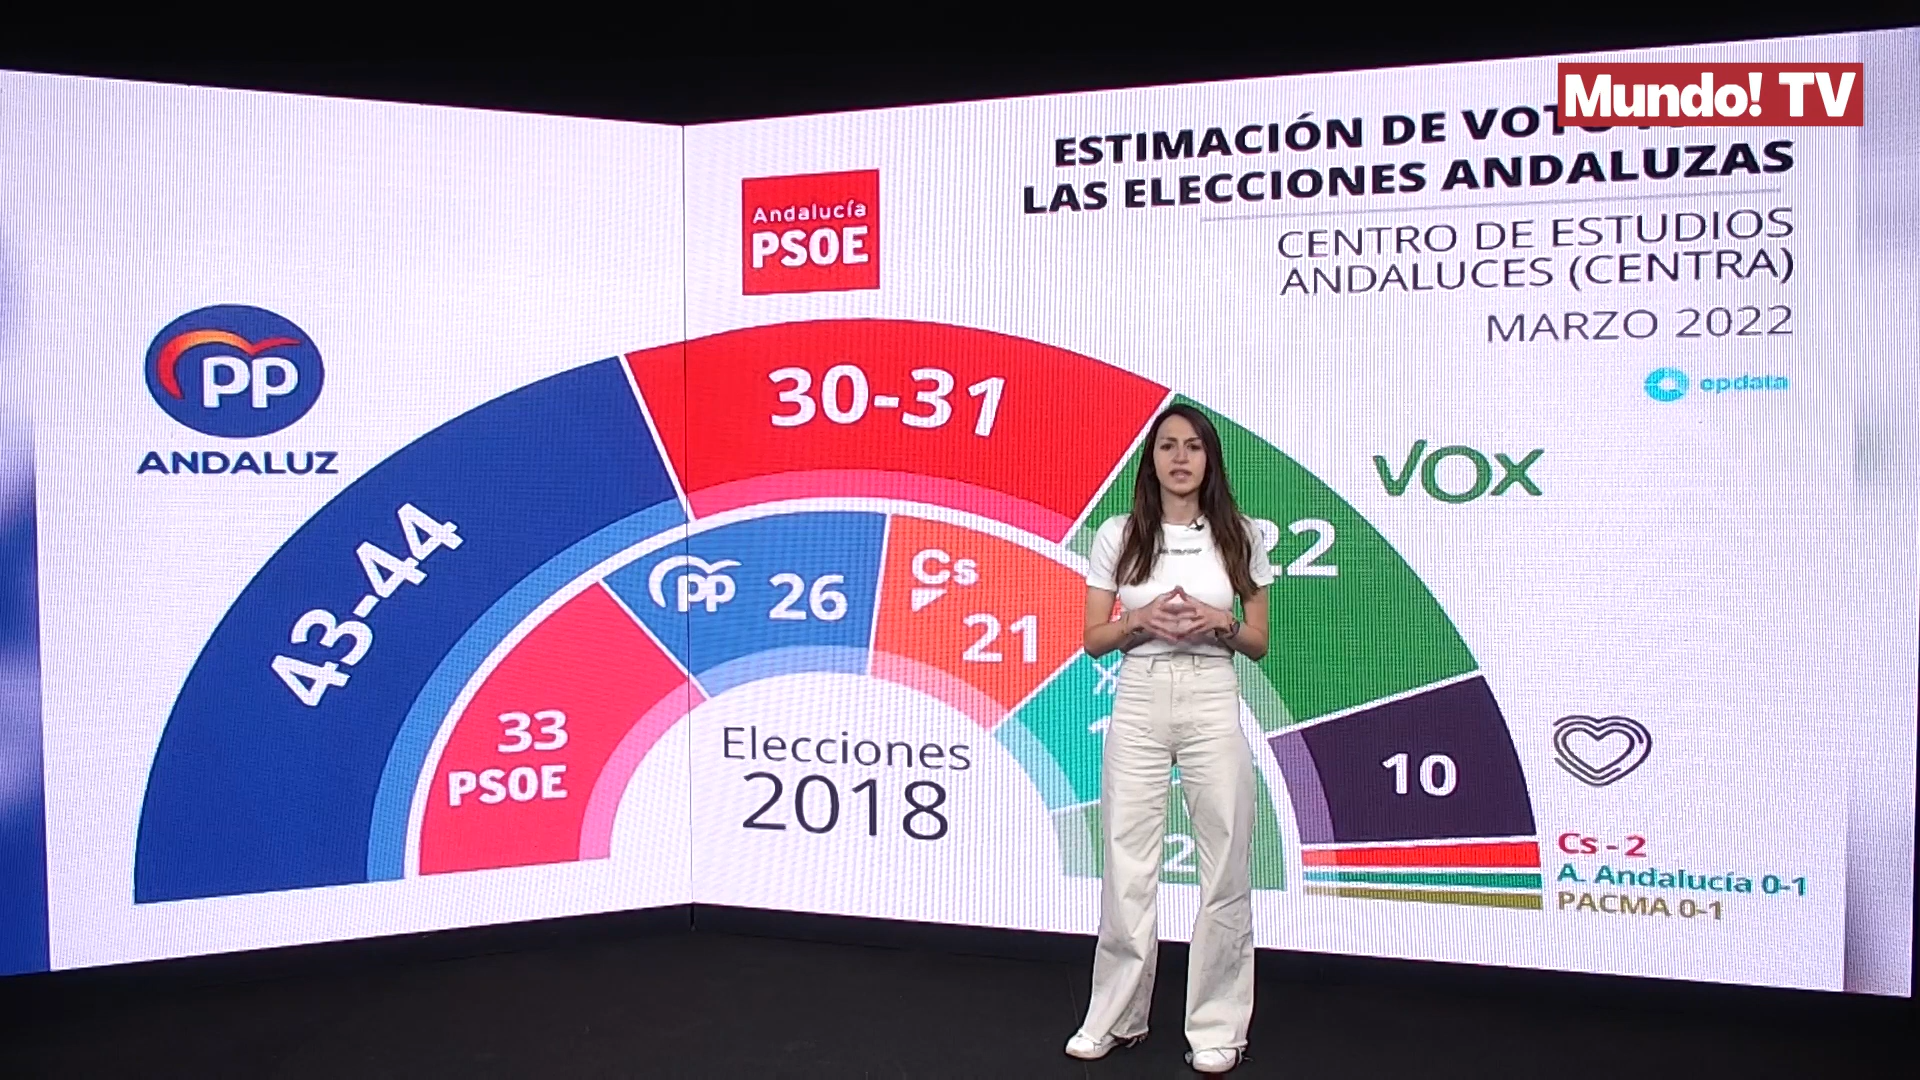 Mundo! TV
ESTIMACIÓN DE
LAS ELECCIONES ANDALUZAS
CENTRO DE ESTUDIOS
ANDALUCES (CENTRA)
MARZO 2022
epdata
Andalucía
PSOE
PP
ANDALUZ
VOX
43-44
30-31
22
10
Cs - 2
A. Andalucía 0-1
PACMA 0-1
33
PSOE
PP 26
Cs
21
Elecciones
2018